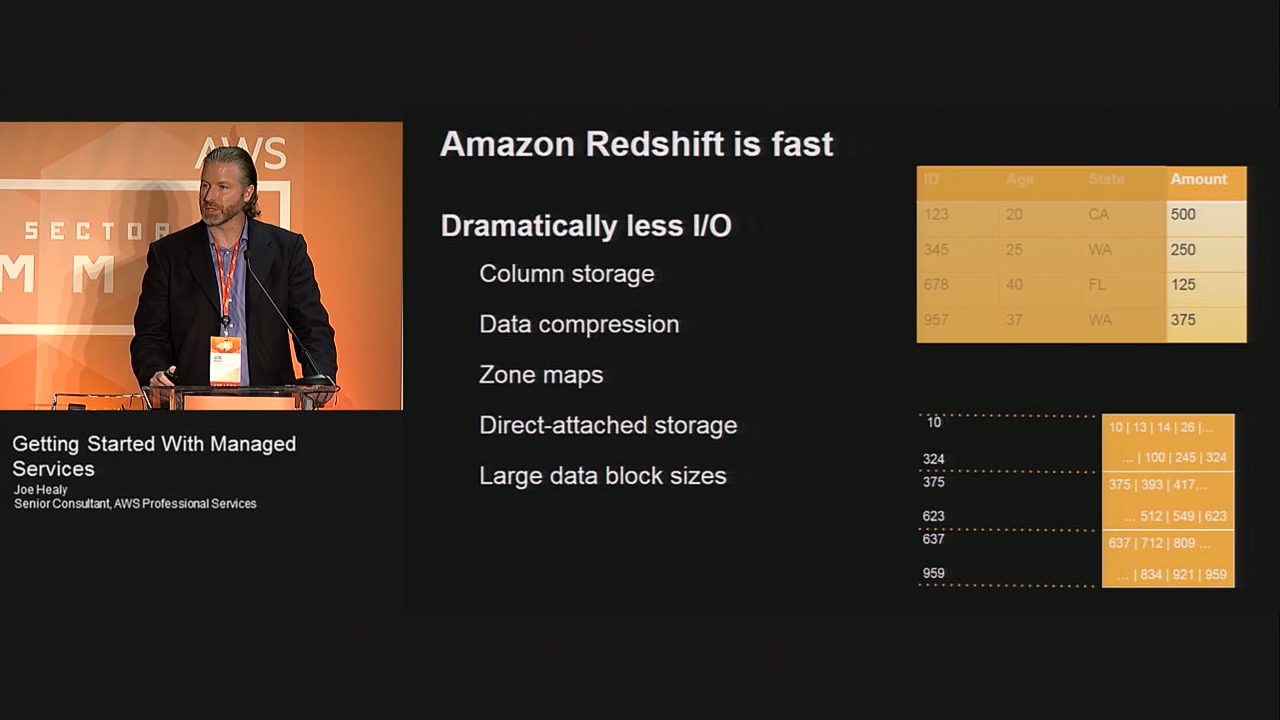 AWS
SECTOR
MM
JOE
Getting Started With Managed
Services
Joe Healy
Senior Consultant, AWS Professional Services
Amazon Redshift is fast
Dramatically less I/O
Column storage
Data compression
Zone maps
Direct-attached storage
Large data block sizes
ID Age State Amount
123 20 CA 500
345 25 WA 250
678 40 FL 125
957 37 WA 375
10
324
375
623
637
959
10 | 13 | 14 | 26 |...
... | 100 | 245 | 324
375 | 393 | 417...
... 512 | 549 | 623
637 | 712 | 809 ...
... | 834 | 921 | 959